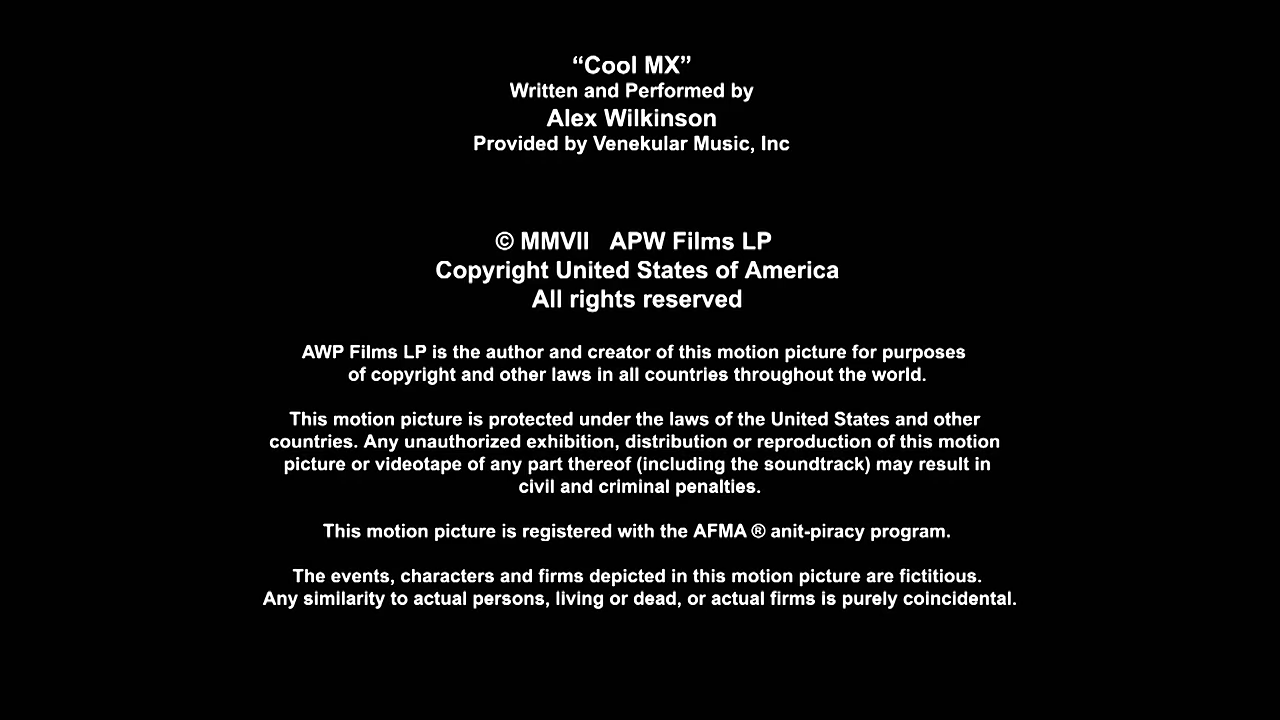 “Cool MX”
Written and Performed by
Alex Wilkinson
Provided by Venekular Music, Inc
© MMVII APW Films LP
Copyright United States of America
All rights reserved
AWP Films LP is the author and creator of this motion picture for purposes
of copyright and other laws in all countries throughout the world.
This motion picture is protected under the laws of the United States and other
countries. Any unauthorized exhibition, distribution or reproduction of this motion
picture or videotape of any part thereof (including the soundtrack) may result in
civil and criminal penalties.
This motion picture is registered with the AFMA ® anit-piracy program.
The events, characters and firms depicted in this motion picture are fictitious.
Any similarity to actual persons, living or dead, or actual firms is purely coincidental.